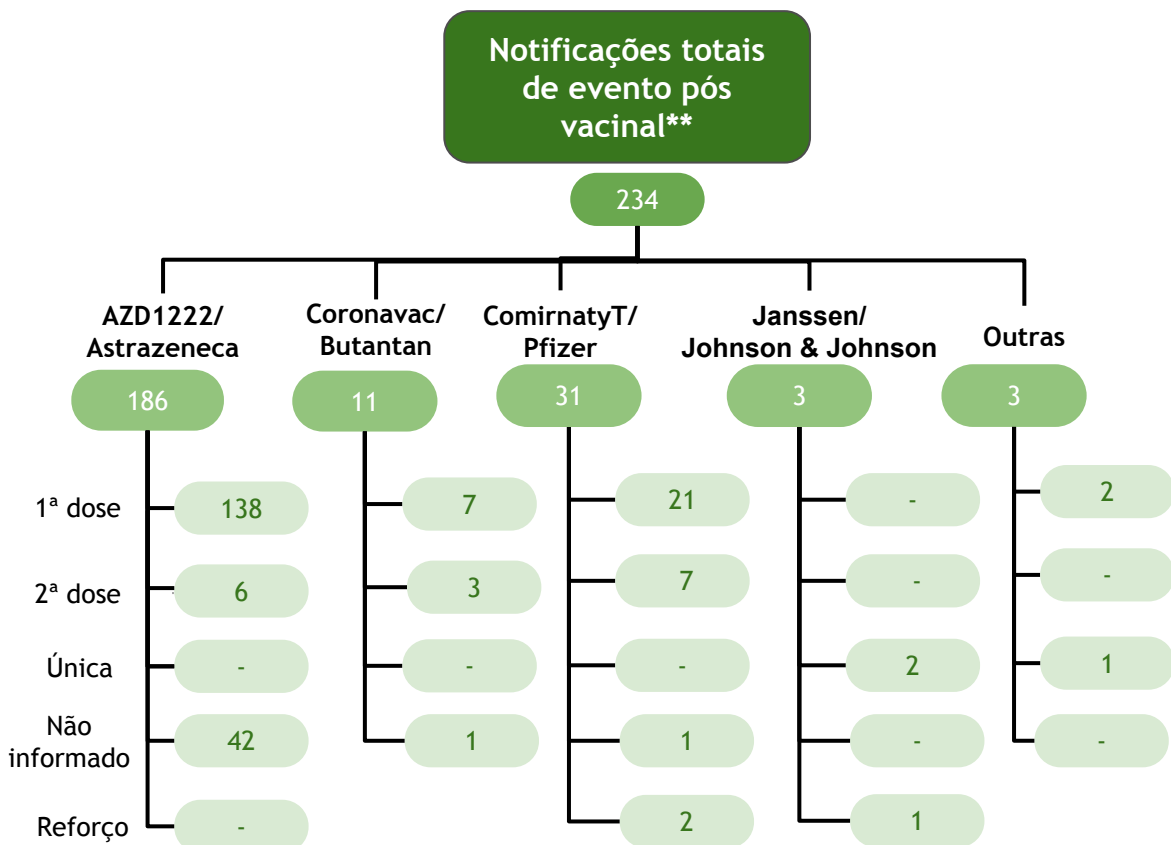 Notificações totais
de evento pós
vacinal**
234
AZD1222/
Astrazeneca
Coronavac/
Butantan
ComirnatyT/
Pfizer
Janssen/
Johnson & Johnson
Outras
186
11
31
3
3
1ª dose
138
7
21
-
2
2ª dose
6
3
7
-
-
Única
-
-
-
2
1
Não
informado
42
1
1
-
-
Reforço
-
2
1